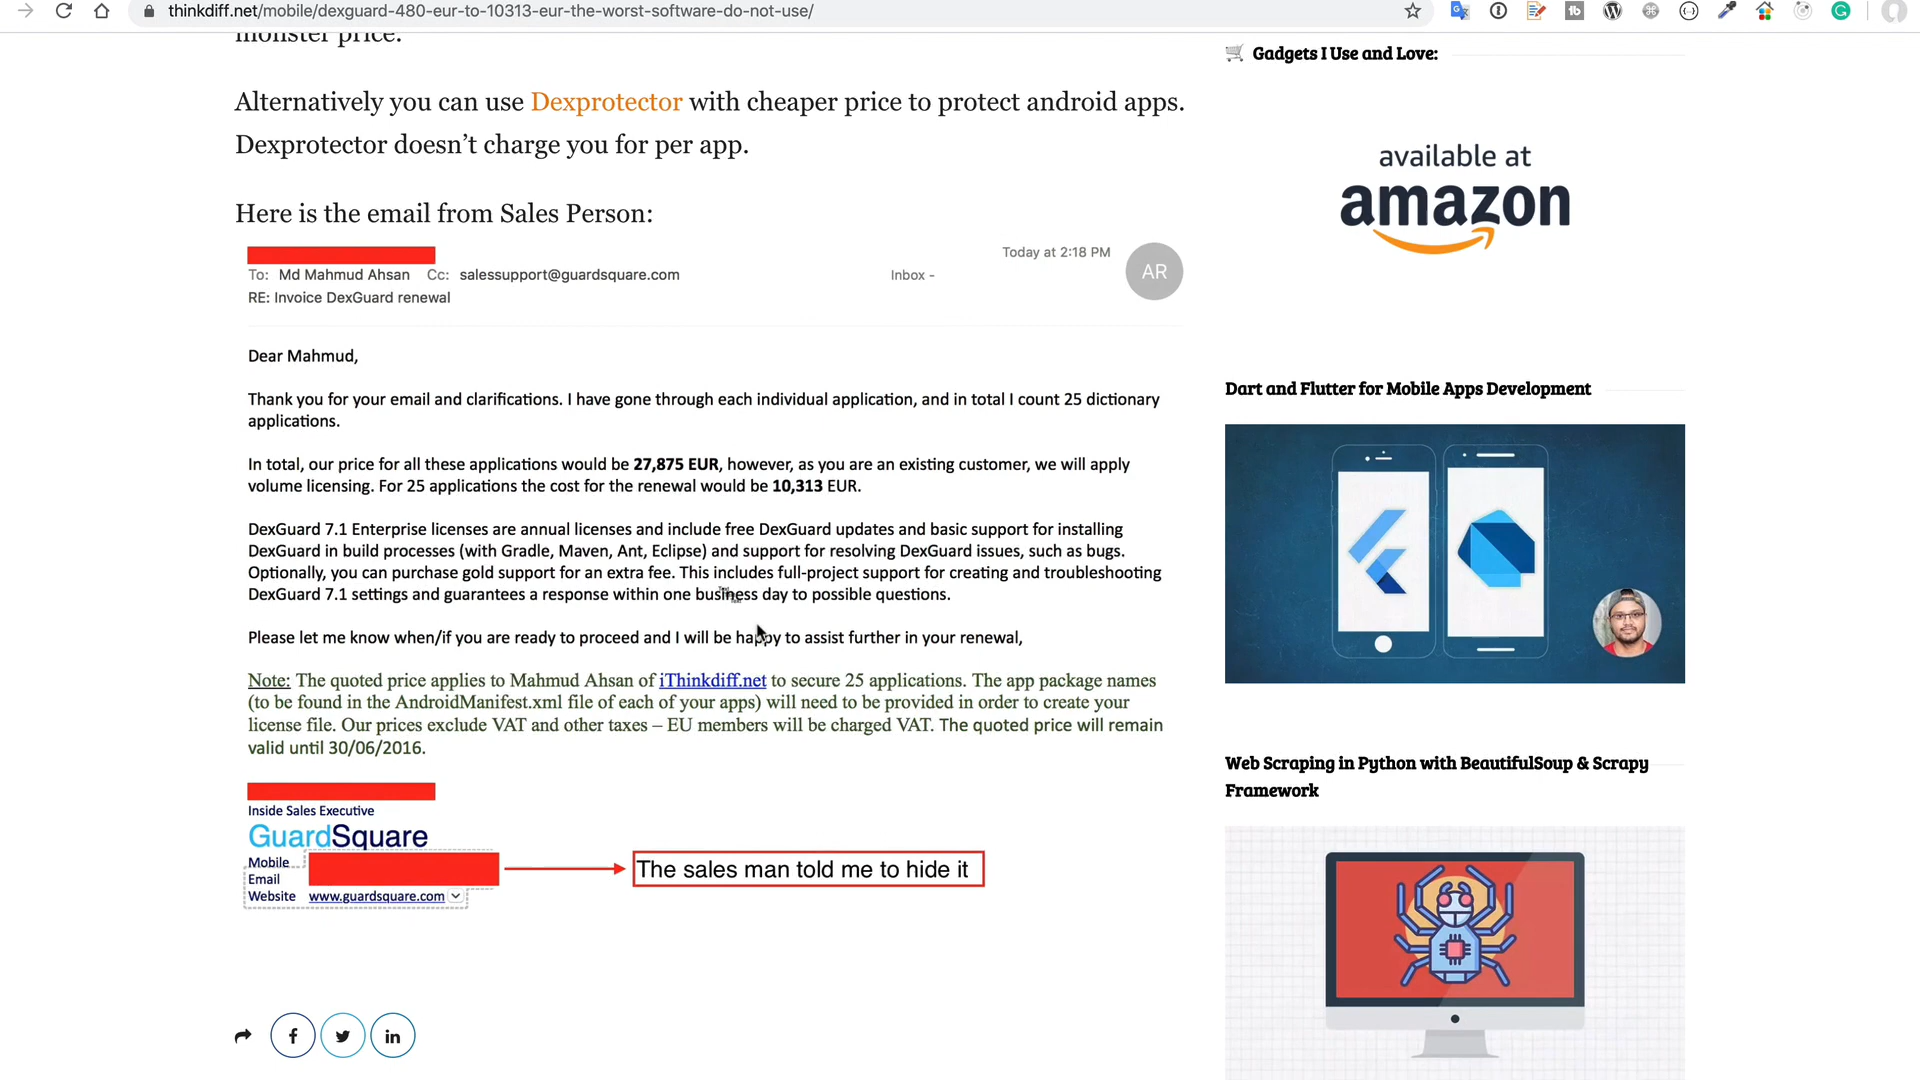 thinkdiff.net/mobile/dexguard-480-eur-to-10313-eur-the-worst-software-do-not-use/
monster price.
Alternatively you can use Dexprotector with cheaper price to protect android apps.
Dexprotector doesn’t charge you for per app.
Here is the email from Sales Person:
Today at 2:18 PM
AR
To: Md Mahmud Ahsan Cc: salessupport@guardsquare.com
Inbox -
RE: Invoice DexGuard renewal
Dear Mahmud,
Thank you for your email and clarifications. I have gone through each individual application, and in total I count 25 dictionary
applications.
In total, our price for all these applications would be 27,875 EUR, however, as you are an existing customer, we will apply
volume licensing. For 25 applications the cost for the renewal would be 10,313 EUR.
DexGuard 7.1 Enterprise licenses are annual licenses and include free DexGuard updates and basic support for installing
DexGuard in build processes (with Gradle, Maven, Ant, Eclipse) and support for resolving DexGuard issues, such as bugs.
Optionally, you can purchase gold support for an extra fee. This includes full-project support for creating and troubleshooting
DexGuard 7.1 settings and guarantees a response within one business day to possible questions.
Please let me know when/if you are ready to proceed and I will be happy to assist further in your renewal,
Note: The quoted price applies to Mahmud Ahsan of iThinkdiff.net to secure 25 applications. The app package names
(to be found in the AndroidManifest.xml file of each of your apps) will need to be provided in order to create your
license file. Our prices exclude VAT and other taxes – EU members will be charged VAT. The quoted price will remain
valid until 30/06/2016.
Inside Sales Executive
GuardSquare
Mobile
Email
Website www.guardsquare.com
The sales man told me to hide it
Gadgets I Use and Love:
available at
amazon
Dart and Flutter for Mobile Apps Development
Web Scraping in Python with BeautifulSoup & Scrapy
Framework